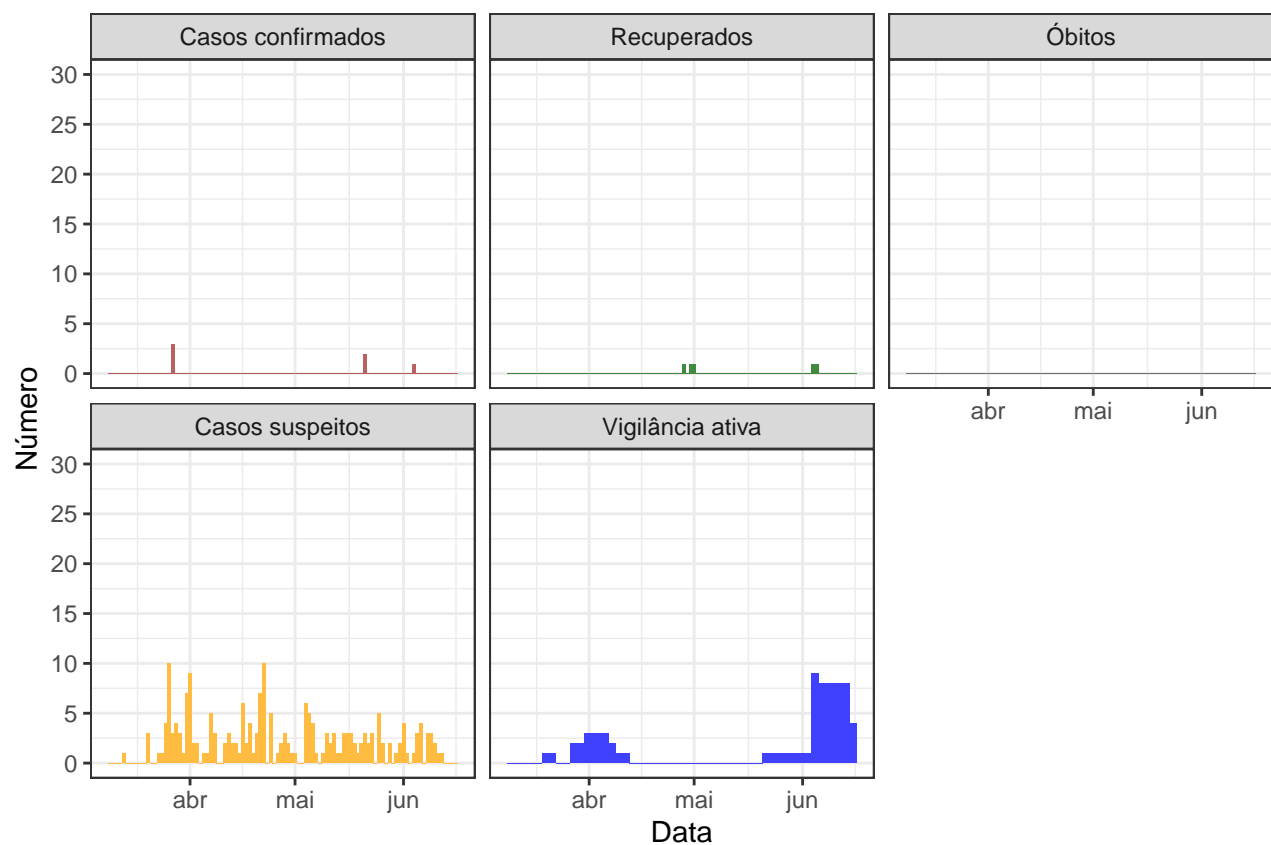 Casos confirmados
Recuperados
Óbitos
30
25
20
15
10
5
0
abr mai jun
Número
Casos suspeitos
Vigilância ativa
30
25
20
15
10
5
0
abr mai jun
abr mai jun
Data